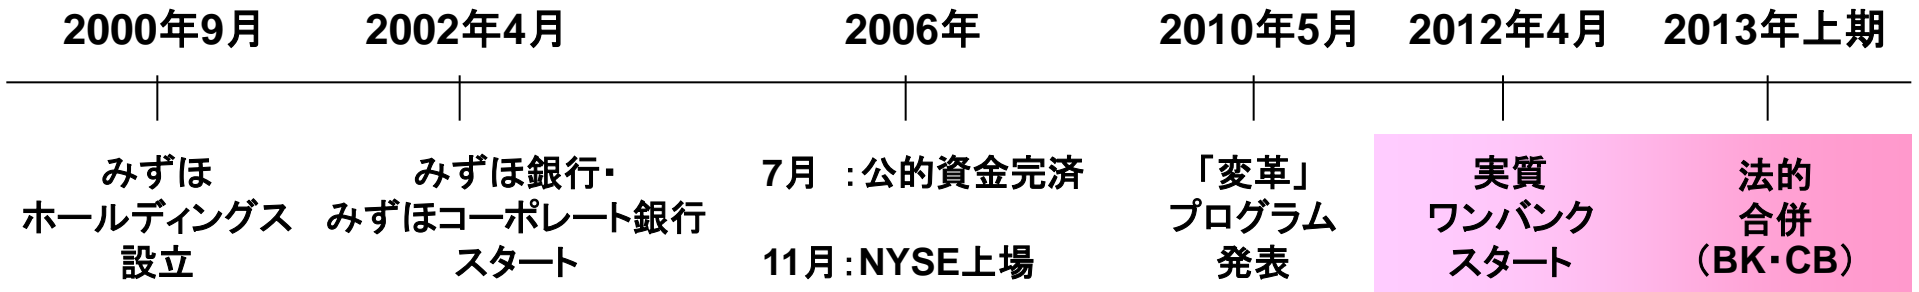 2000年9月
2002年4月
2006年
2010年5月
2012年4月
2013年上期
みずほ
ホールディングス
設立
みずほ銀行・
みずほコーポレート銀行
スタート
7月 :公的資金完済
11月:NYSE上場
「変革」
プログラム
発表
実質
ワンバンク
スタート
法的
合併
(BK・CB)